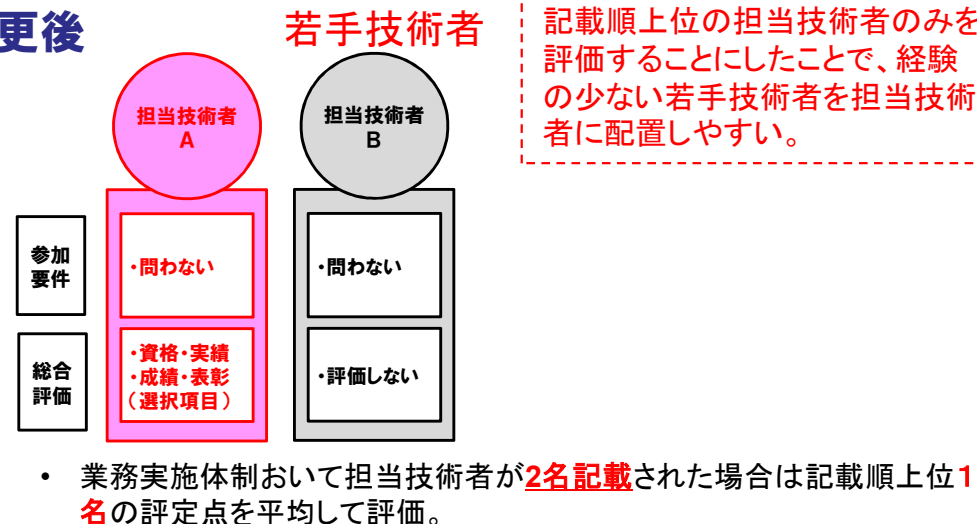 更後
若手技術者
記載順上位の担当技術者のみを
評価することにしたことで、経験
の少ない若手技術者を担当技術
者に配置しやすい。
担当技術者
A
担当技術者
B
参加
要件
・問わない
・問わない
総合
評価
・資格・実績
・成績・表彰
（選択項目）
・評価しない
• 業務実施体制おいて担当技術者が2名記載された場合は記載順上位1
名の評定点を平均して評価。